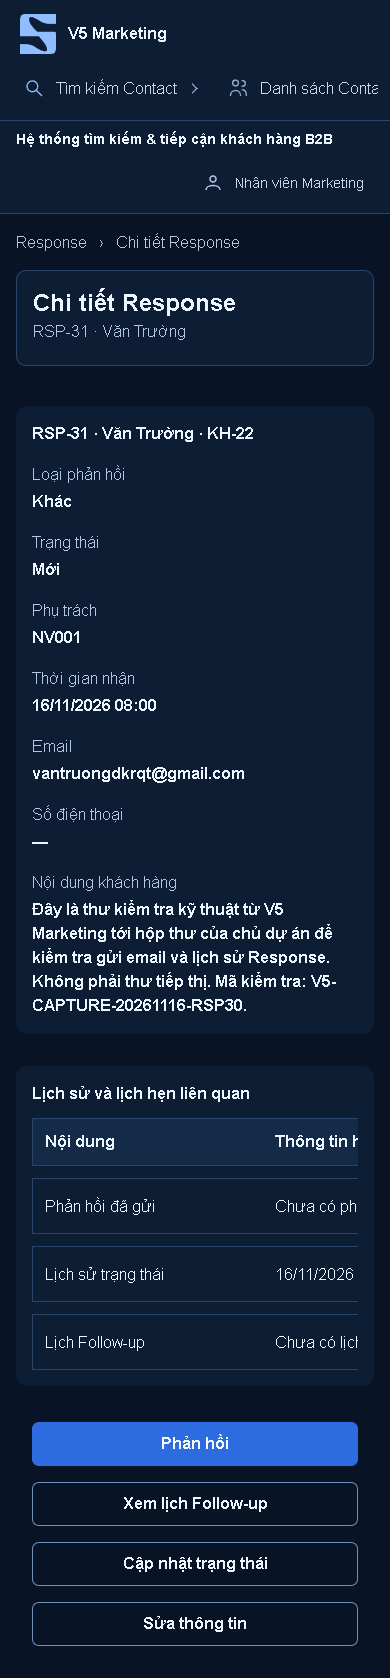 V5 Marketing
Tìm kiếm Contact
Danh sách Conta
Hệ thống tìm kiếm & tiếp cận khách hàng B2B
Nhân viên Marketing
Response › Chi tiết Response
Chi tiết Response
RSP-31 · Văn Trường
RSP-31 · Văn Trường · KH-22
Loại phản hồi
Khác
Trạng thái
Mới
Phụ trách
NV001
Thời gian nhận
16/11/2026 08:00
Email
vantruongdkrqt@gmail.com
Số điện thoại
—
Nội dung khách hàng
Đây là thư kiểm tra kỹ thuật từ V5
Marketing tới hộp thư của chủ dự án để
kiểm tra gửi email và lịch sử Response.
Không phải thư tiếp thị. Mã kiểm tra: V5-
CAPTURE-20261116-RSP30.
Lịch sử và lịch hẹn liên quan
Nội dung Thông tin h
Phản hồi đã gửi Chưa có ph
Lịch sử trạng thái 16/11/2026
Lịch Follow-up Chưa có lịch
Phản hồi
Xem lịch Follow-up
Cập nhật trạng thái
Sửa thông tin